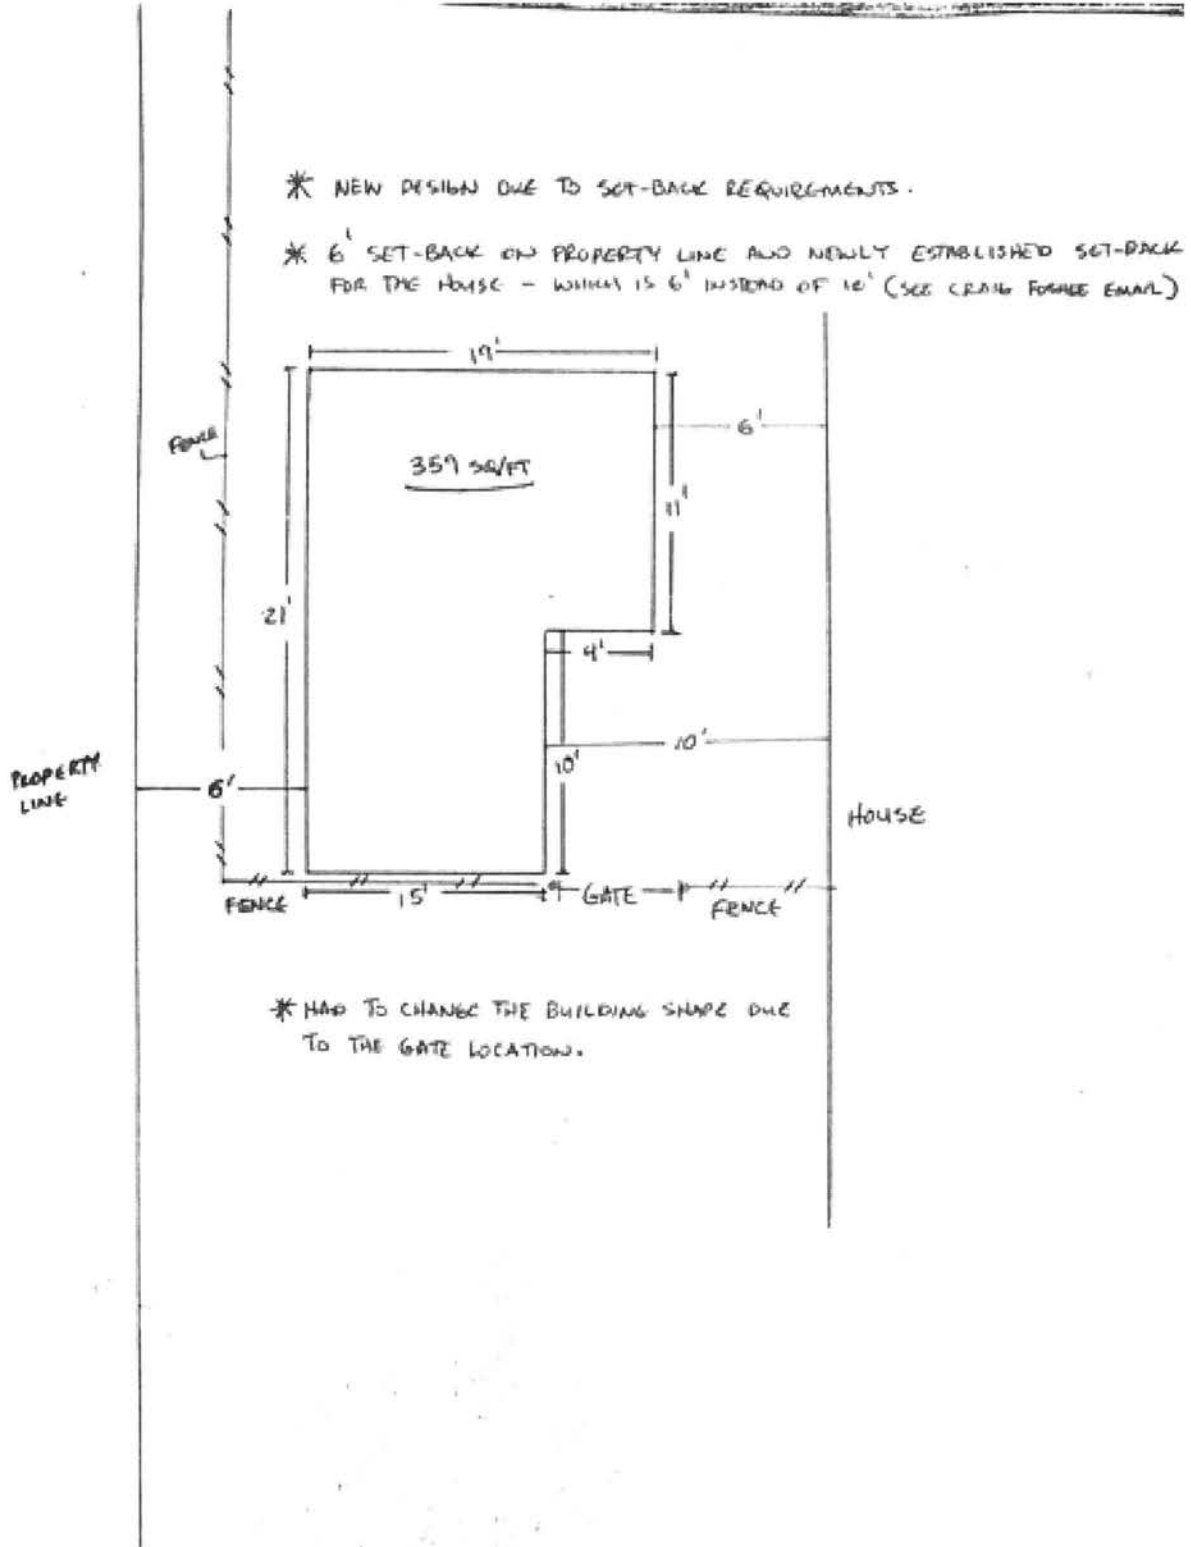 * NEW DESIGN DUE TO SET-BACK REQUIREMENTS.
* 6' SET-BACK ON PROPERTY LINE AND NEWLY ESTABLISHED SET-BACK
FOR THE HOUSE - WHICH IS 6' INSTEAD OF 10' (SEE CRAIG FOSHEE EMAIL)
19'
6'
FENCE
359 SQ/FT
11'
21'
4'
10'
10'
PROPERTY
LINE
6'
HOUSE
FENCE
15'
GATE
FENCE
* HAD TO CHANGE THE BUILDING SHAPE DUE
TO THE GATE LOCATION.